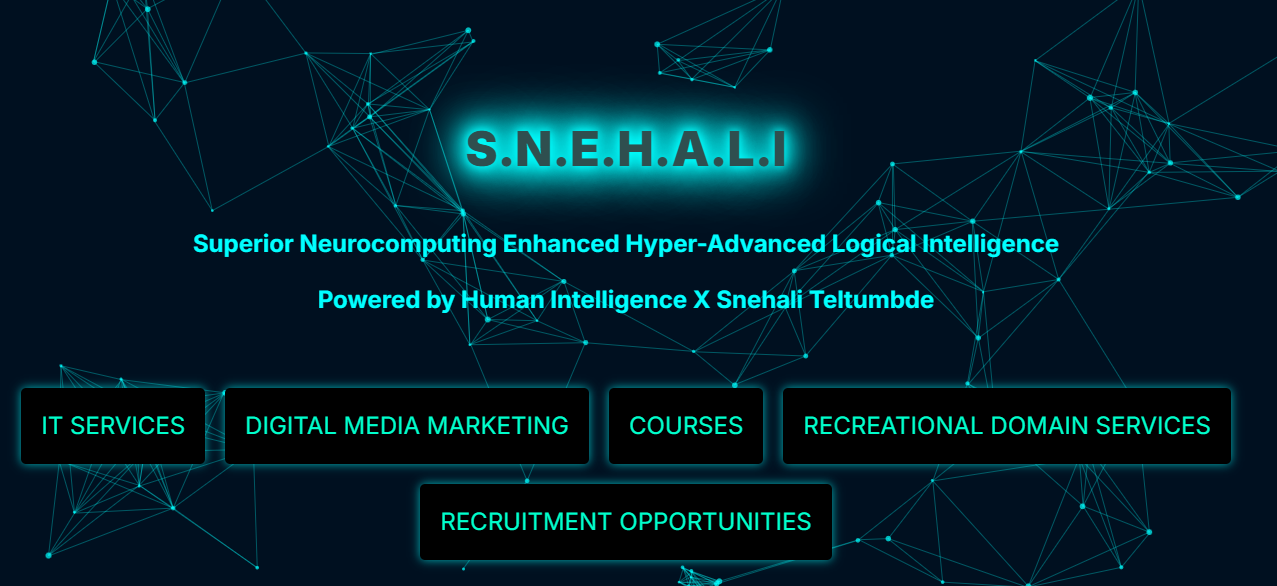 S.N.E.H.A.L.I
Superior Neurocomputing Enhanced Hyper-Advanced Logical Intelligence
Powered by Human Intelligence X Snehali Teltumbde
IT SERVICES
DIGITAL MEDIA MARKETING
COURSES
RECREATIONAL DOMAIN SERVICES
RECRUITMENT OPPORTUNITIES